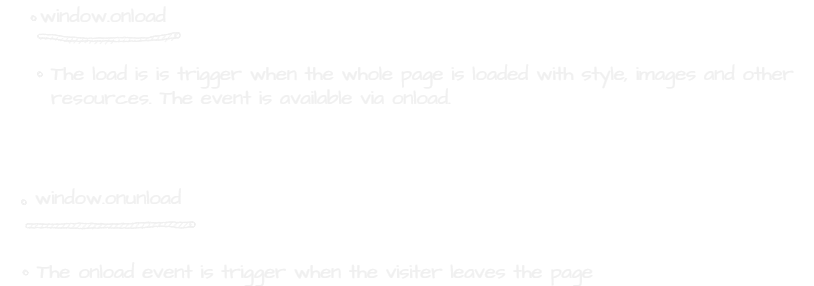 window.onload
The load is is trigger when the whole page is loaded with style, images and other
resources. The event is available via onload.
window.onunload
The onload event is trigger when the visiter leaves the page